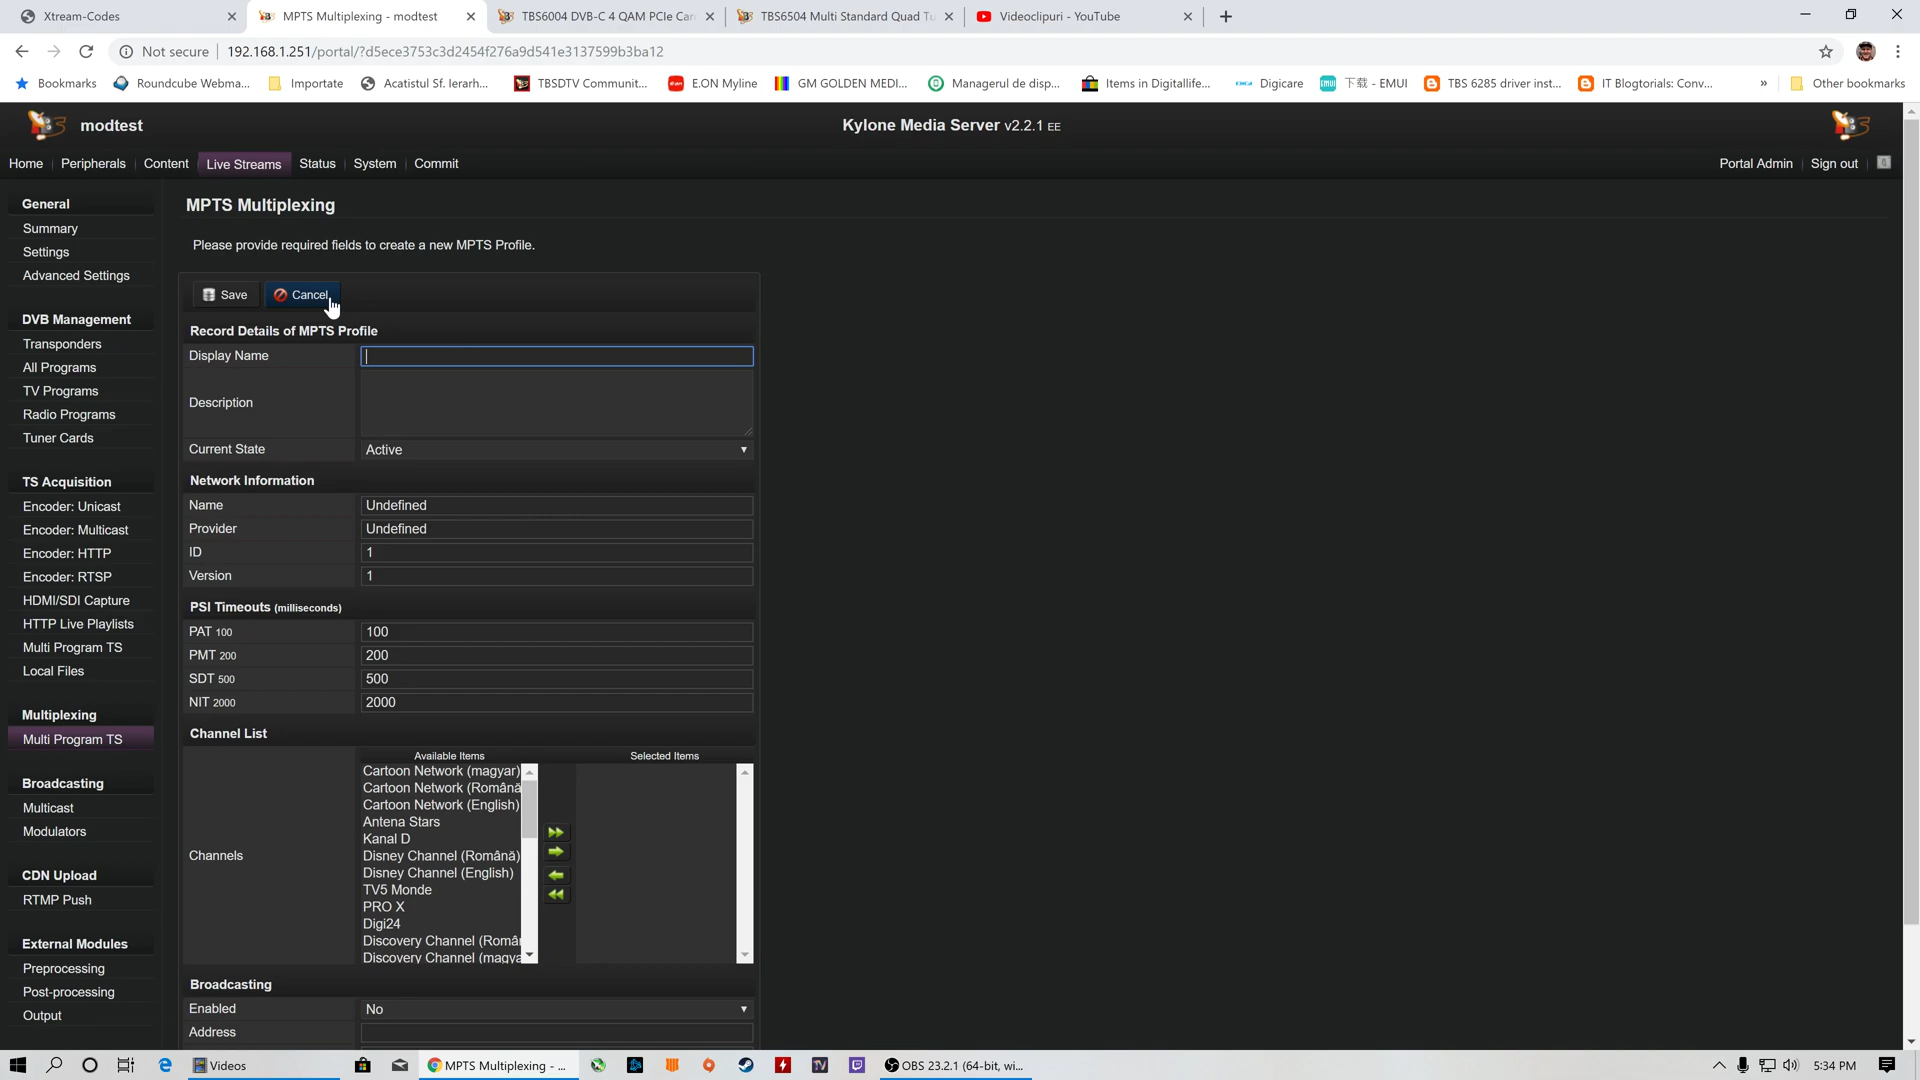 Xtream-Codes
MPTS Multiplexing - modtest
TBS6004 DVB-C 4 QAM PCIe Car
TBS6504 Multi Standard Quad Tu
Videoclipuri - YouTube
Not secure
192.168.1.251/portal/?d5ece3753c3d2454f276a9d541e3137599b3ba12
Bookmarks
Roundcube Webma...
Importate
Acatistul Sf. Ierarh...
TBSDTV Communit...
E.ON Myline
GM GOLDEN MEDI...
Managerul de disp...
Items in Digitallife...
Digicare
下载 - EMUI
TBS 6285 driver inst...
IT Blogtorials: Conv...
»
Other bookmarks
modtest
Kylone Media Server v2.2.1 EE
Home
Peripherals
Content
Live Streams
Status
System
Commit
Portal Admin
Sign out
General
Summary
Settings
Advanced Settings
DVB Management
Transponders
All Programs
TV Programs
Radio Programs
Tuner Cards
TS Acquisition
Encoder: Unicast
Encoder: Multicast
Encoder: HTTP
Encoder: RTSP
HDMI/SDI Capture
HTTP Live Playlists
Multi Program TS
Local Files
Multiplexing
Multi Program TS
Broadcasting
Multicast
Modulators
CDN Upload
RTMP Push
External Modules
Preprocessing
Post-processing
Output
MPTS Multiplexing
Please provide required fields to create a new MPTS Profile.
Save
Cancel
Record Details of MPTS Profile
Display Name
Description
Current State
Active
Network Information
Name
Undefined
Provider
Undefined
ID
1
Version
1
PSI Timeouts (milliseconds)
PAT 100
100
PMT 200
200
SDT 500
500
NIT 2000
2000
Channel List
Available Items
Selected Items
Channels
Cartoon Network (magyar)
Cartoon Network (Română
Cartoon Network (English)
Antena Stars
Kanal D
Disney Channel (Română)
Disney Channel (English)
TV5 Monde
PRO X
Digi24
Discovery Channel (Româ
Discovery Channel (magya
Broadcasting
Enabled
No
Address
Videos
MPTS Multiplexing - ...
OBS 23.2.1 (64-bit, wi...
5:34 PM